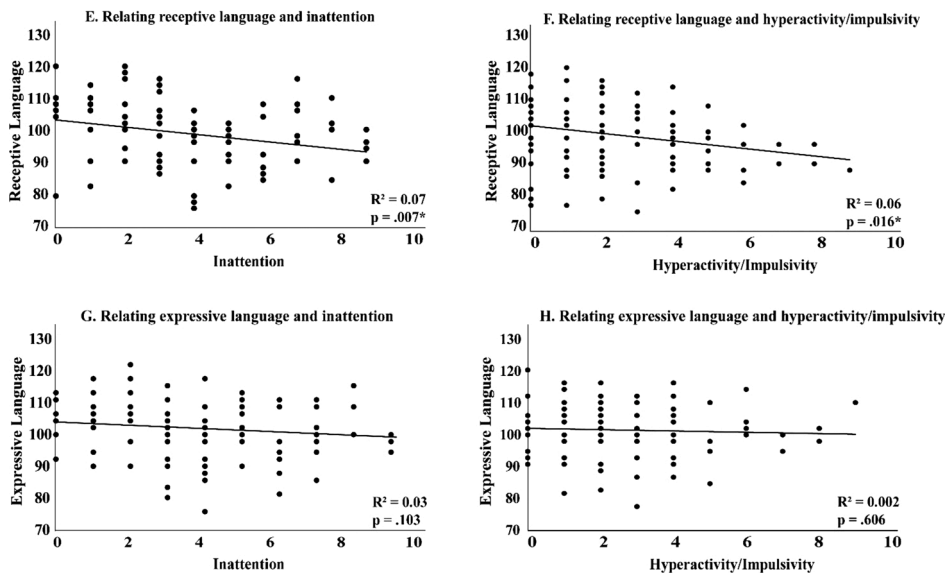 E. Relating receptive language and inattention
130
120
110
100
90
80
70
Receptive Language
0 2 4 6 8 10
Inattention
R² = 0.07
p = .007*
F. Relating receptive language and hyperactivity/impulsivity
130
120
110
100
90
80
70
Receptive Language
0 2 4 6 8 10
Hyperactivity/Impulsivity
R² = 0.06
p = .016*
G. Relating expressive language and inattention
130
120
110
100
90
80
70
Expressive Language
0 2 4 6 8 10
Inattention
R² = 0.03
p = .103
H. Relating expressive language and hyperactivity/impulsivity
130
120
110
100
90
80
70
Expressive Language
0 2 4 6 8 10
Hyperactivity/Impulsivity
R² = 0.002
p = .606